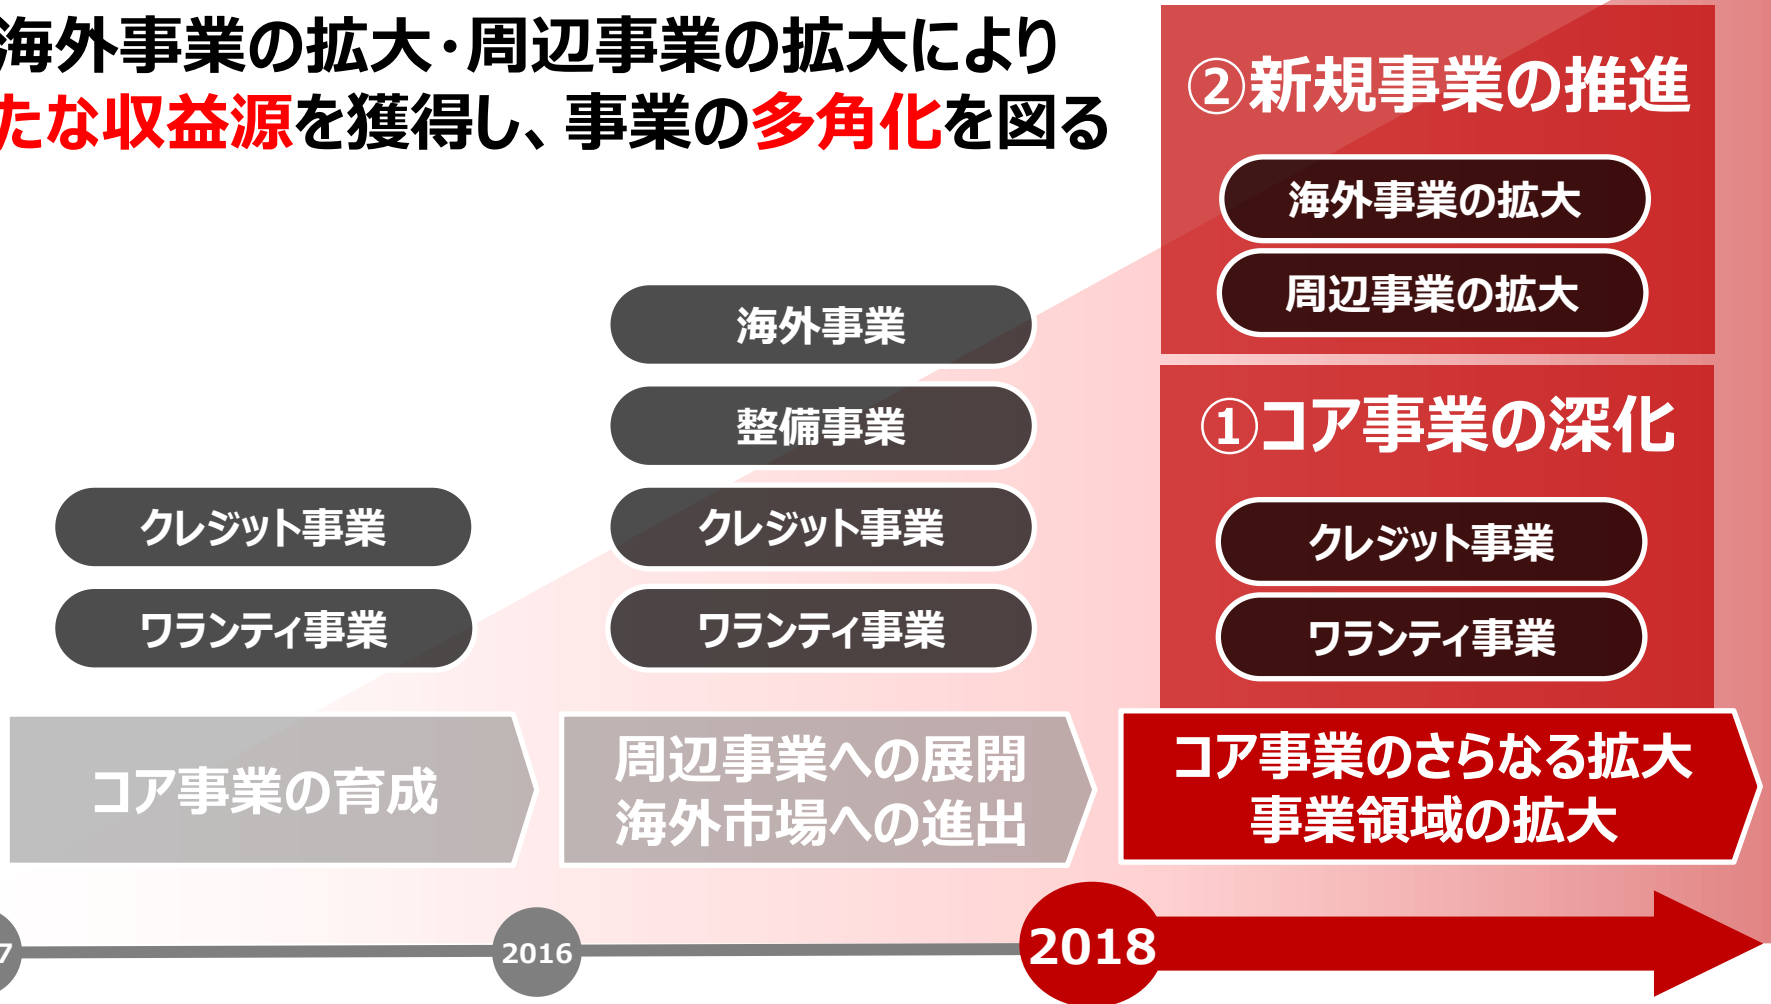 海外事業の拡大・周辺事業の拡大により
たな収益源を獲得し、事業の多角化を図る
②新規事業の推進
海外事業の拡大
周辺事業の拡大
①コア事業の深化
クレジット事業
ワランティ事業
海外事業
整備事業
クレジット事業
ワランティ事業
クレジット事業
ワランティ事業
コア事業の育成
周辺事業への展開
海外市場への進出
コア事業のさらなる拡大
事業領域の拡大
7
2016
2018